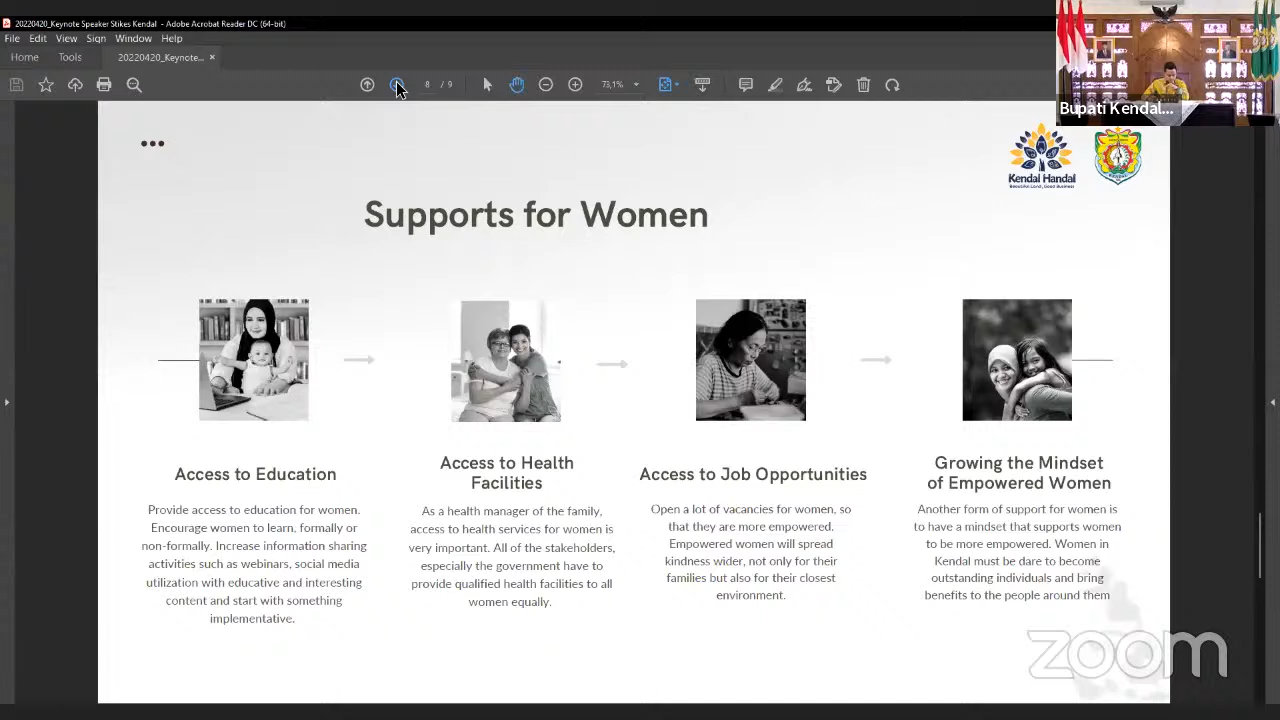 20220420_Keynote Speaker Stikes Kendal - Adobe Acrobat Reader DC (64-bit)
File Edit View Sign Window Help
Home Tools 20220420_Keynote... ×
8 / 9 73,1%
Bupati Kendal...
Kendal Handal
Beautiful Land, Good Business
Supports for Women
Access to Education
Provide access to education for women.
Encourage women to learn, formally or
non-formally. Increase information sharing
activities such as webinars, social media
utilization with educative and interesting
content and start with something
implementative.
Access to Health
Facilities
As a health manager of the family,
access to health services for women is
very important. All of the stakeholders,
especially the government have to
provide qualified health facilities to all
women equally.
Access to Job Opportunities
Open a lot of vacancies for women, so
that they are more empowered.
Empowered women will spread
kindness wider, not only for their
families but also for their closest
environment.
Growing the Mindset
of Empowered Women
Another form of support for women is
to have a mindset that supports women
to be more empowered. Women in
Kendal must be dare to become
outstanding individuals and bring
benefits to the people around them
zoom